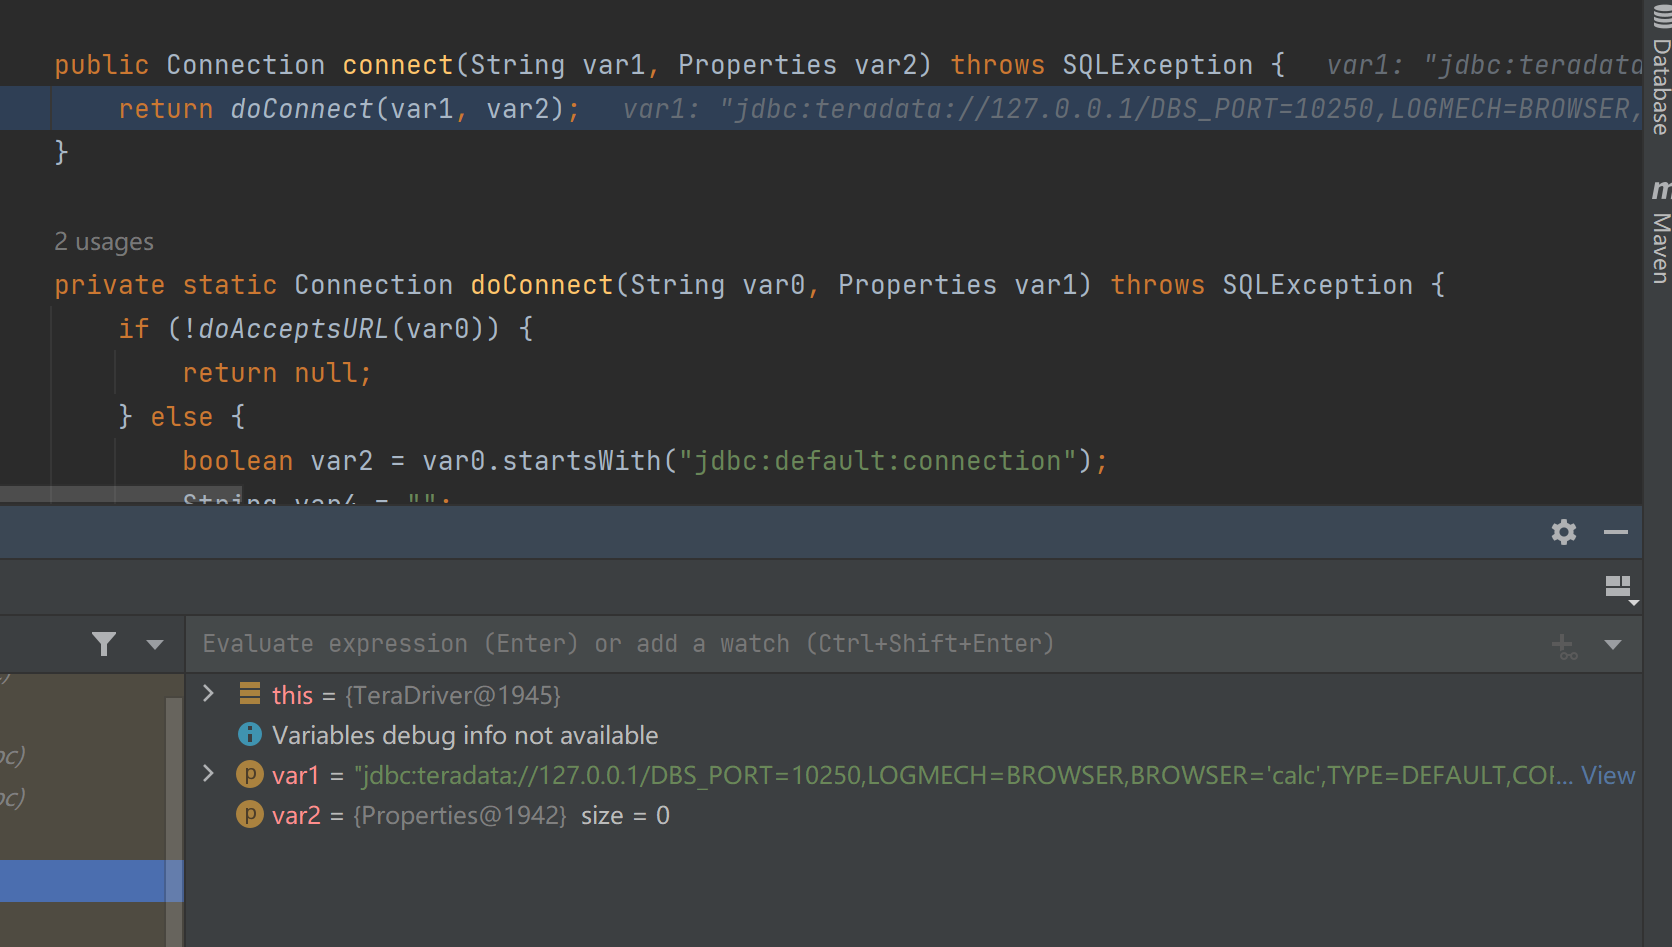 public Connection connect(String var1, Properties var2) throws SQLException { var1: "jdbc:teradata
return doConnect(var1, var2); var1: "jdbc:teradata://127.0.0.1/DBS_PORT=10250,LOGMECH=BROWSER,
}
2 usages
private static Connection doConnect(String var0, Properties var1) throws SQLException {
if (!doAcceptsURL(var0)) {
return null;
} else {
boolean var2 = var0.startsWith("jdbc:default:connection");
String var4 = "";
Database
Maven
Evaluate expression (Enter) or add a watch (Ctrl+Shift+Enter)
this = {TeraDriver@1945}
Variables debug info not available
var1 = "jdbc:teradata://127.0.0.1/DBS_PORT=10250,LOGMECH=BROWSER,BROWSER='calc',TYPE=DEFAULT,COP... View
var2 = {Properties@1942} size = 0